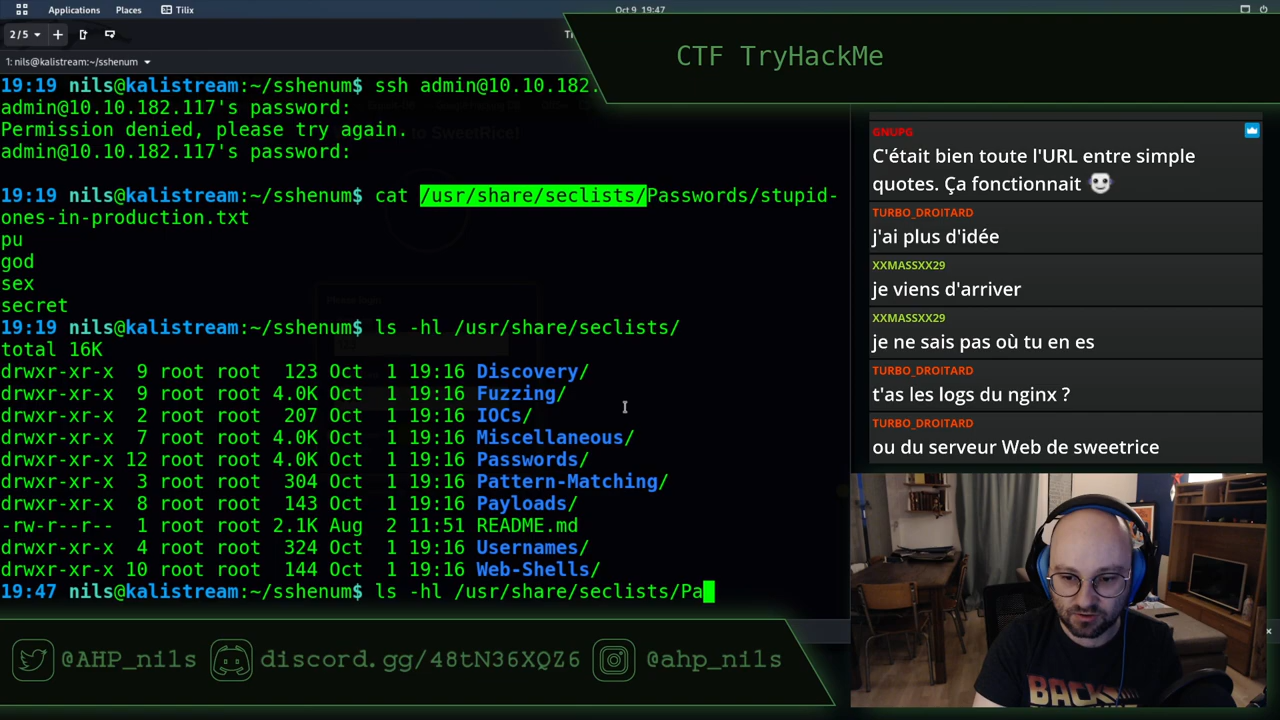 Applications Places Tilix
Oct 9 19:47
2/5
1: nils@kalistream:~/sshenum
CTF TryHackMe
19:19 nils@kalistream:~/sshenum$ ssh admin@10.10.182.
admin@10.10.182.117's password:
Permission denied, please try again.
admin@10.10.182.117's password:
19:19 nils@kalistream:~/sshenum$ cat /usr/share/seclists/Passwords/stupid-
ones-in-production.txt
pu
god
sex
secret
19:19 nils@kalistream:~/sshenum$ ls -hl /usr/share/seclists/
total 16K
drwxr-xr-x 9 root root 123 Oct 1 19:16 Discovery/
drwxr-xr-x 9 root root 4.0K Oct 1 19:16 Fuzzing/
drwxr-xr-x 2 root root 207 Oct 1 19:16 IOCs/
drwxr-xr-x 7 root root 4.0K Oct 1 19:16 Miscellaneous/
drwxr-xr-x 12 root root 4.0K Oct 1 19:16 Passwords/
drwxr-xr-x 3 root root 304 Oct 1 19:16 Pattern-Matching/
drwxr-xr-x 8 root root 143 Oct 1 19:16 Payloads/
-rw-r--r-- 1 root root 2.1K Aug 2 11:51 README.md
drwxr-xr-x 4 root root 324 Oct 1 19:16 Usernames/
drwxr-xr-x 10 root root 144 Oct 1 19:16 Web-Shells/
19:47 nils@kalistream:~/sshenum$ ls -hl /usr/share/seclists/Pa
GNUPG
C'était bien toute l'URL entre simple
quotes. Ça fonctionnait
TURBO_DROITARD
j'ai plus d'idée
XXMASSXX29
je viens d'arriver
XXMASSXX29
je ne sais pas où tu en es
TURBO_DROITARD
t'as les logs du nginx ?
TURBO_DROITARD
ou du serveur Web de sweetrice
@AHP_nils discord.gg/48tN36XQZ6 @ahp_nils